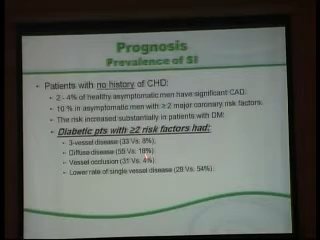 Prognosis
Prevalence of SI
• Patients with no history of CHD:
• 2 - 4% of healthy asymptomatic men have significant CAD.
• 10 % in asymptomatic men with ≥ 2 major coronary risk factors.
• The risk increased substantially in patients with DM.
• Diabetic pts with ≥2 risk factors had:
• 3-vessel disease (33 Vs. 8%).
• Diffuse disease (55 Vs. 18%).
• Vessel occlusion (31 Vs. 4%).
• Lower rate of single vessel disease (28 Vs. 54%).